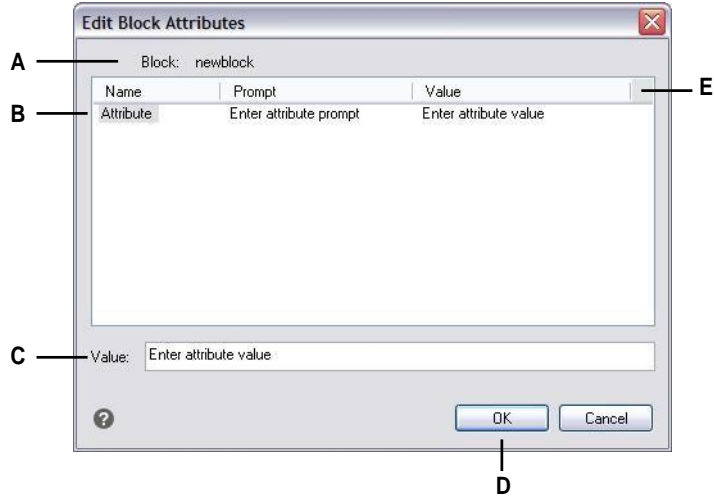 Edit Block Attributes
A
Block: newblock
Name Prompt Value
E
B
Attribute Enter attribute prompt Enter attribute value
C
Value: Enter attribute value
?
OK Cancel
D